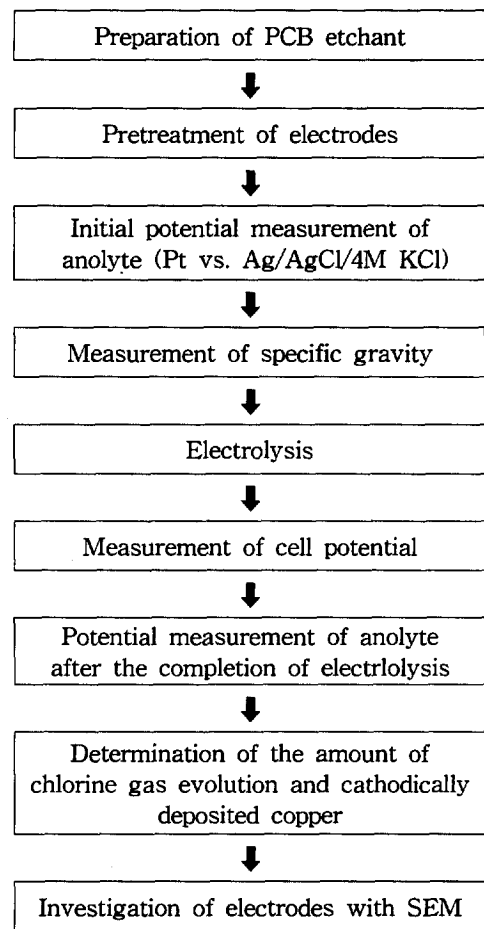 Preparation of PCB etchant
Pretreatment of electrodes
Initial potential measurement of
anolyte (Pt vs. Ag/AgCl/4M KCl)
Measurement of specific gravity
Electrolysis
Measurement of cell potential
Potential measurement of anolyte
after the completion of electrlolysis
Determination of the amount of
chlorine gas evolution and cathodically
deposited copper
Investigation of electrodes with SEM